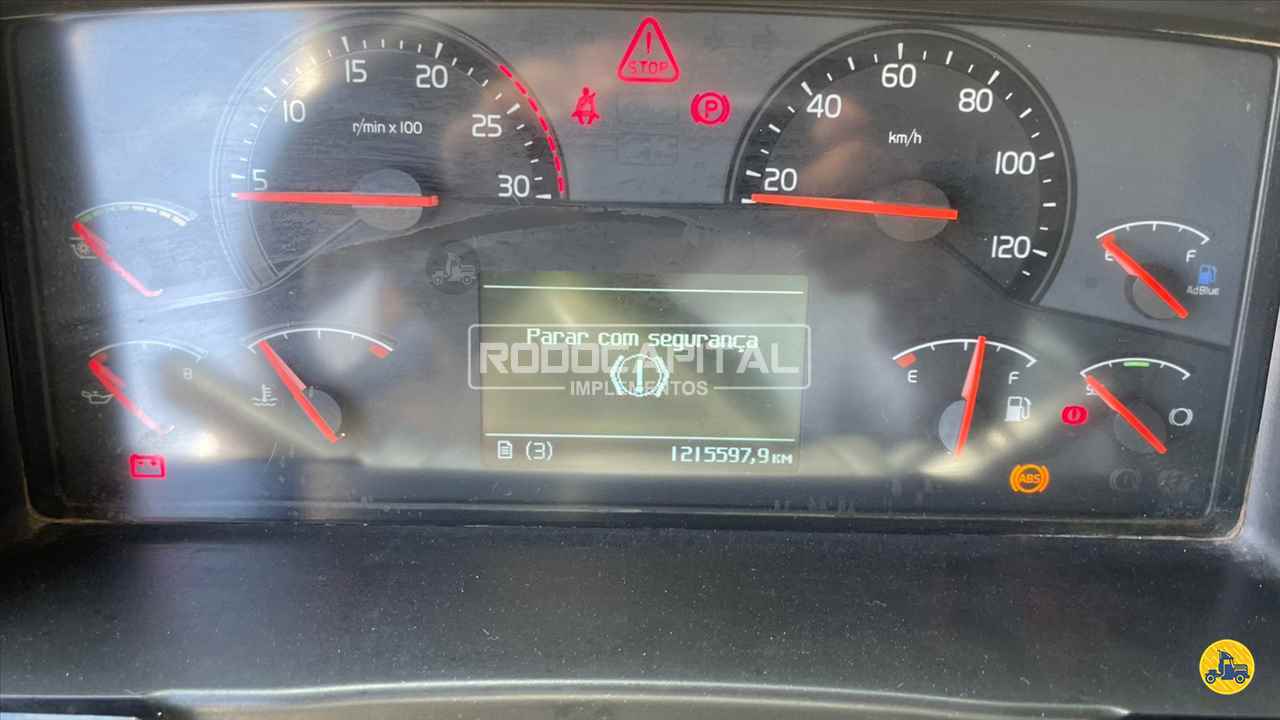 5
10
15
20
25
30
r/min x 100
STOP
P
20
40
60
80
100
120
km/h
E
F
AdBlue
8
Parar com segurança
RODOCAPITAL
IMPLEMENTOS
(3)
1215597,9 KM
E
F
ABS